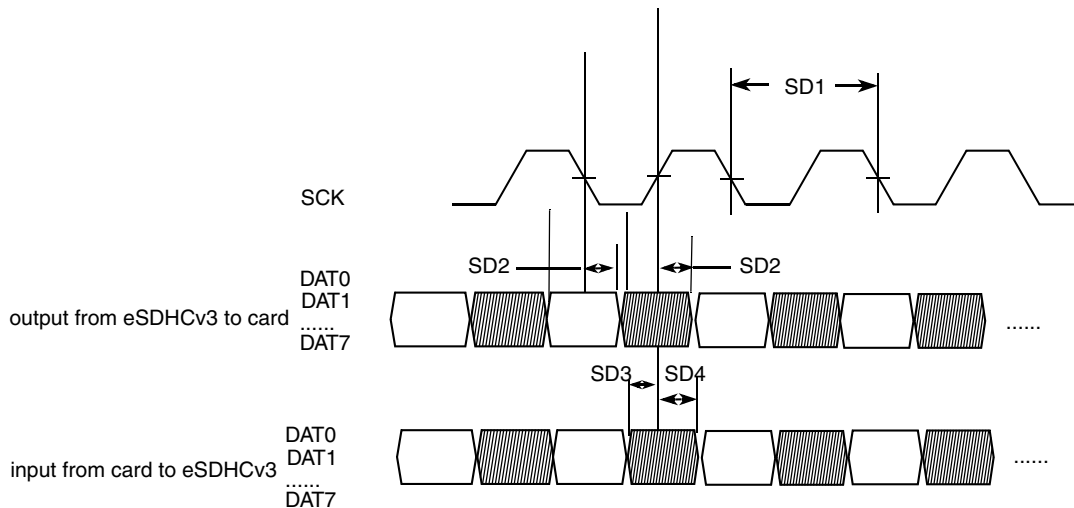 SD1
SCK
SD2
SD2
DAT0
DAT1
output from eSDHCv3 to card
......
DAT7
......
SD3
SD4
DAT0
DAT1
input from card to eSDHCv3
......
DAT7
......